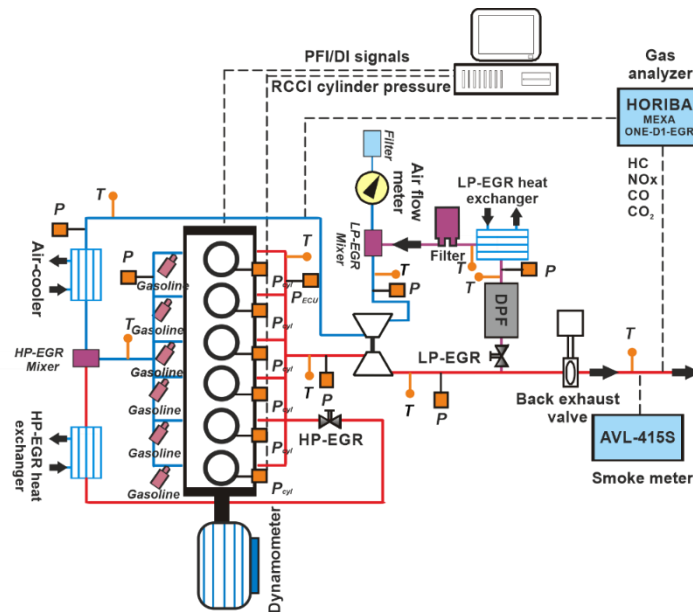 PFI/DI signals
RCCI cylinder pressure
Gas
analyzer
HORIBA
MEXA
ONE-D1-EGR
HC
NOx
CO
CO₂
Filter
Air flow
meter
LP-EGR
Mixer
LP-EGR heat
exchanger
Filter
T
P
T
P
T
T
P
T
P
DPF
LP-EGR
Back exhaust
valve
T
AVL-415S
Smoke meter
T
P
T
P
T
P
Air-cooler
HP-EGR
Mixer
HP-EGR heat
exchanger
Gasoline
Gasoline
Gasoline
Gasoline
Gasoline
Gasoline
Pcyl
Pcyl
Pcyl
Pcyl
Pcyl
Pcyl
T
PECU
HP-EGR
Dynamometer